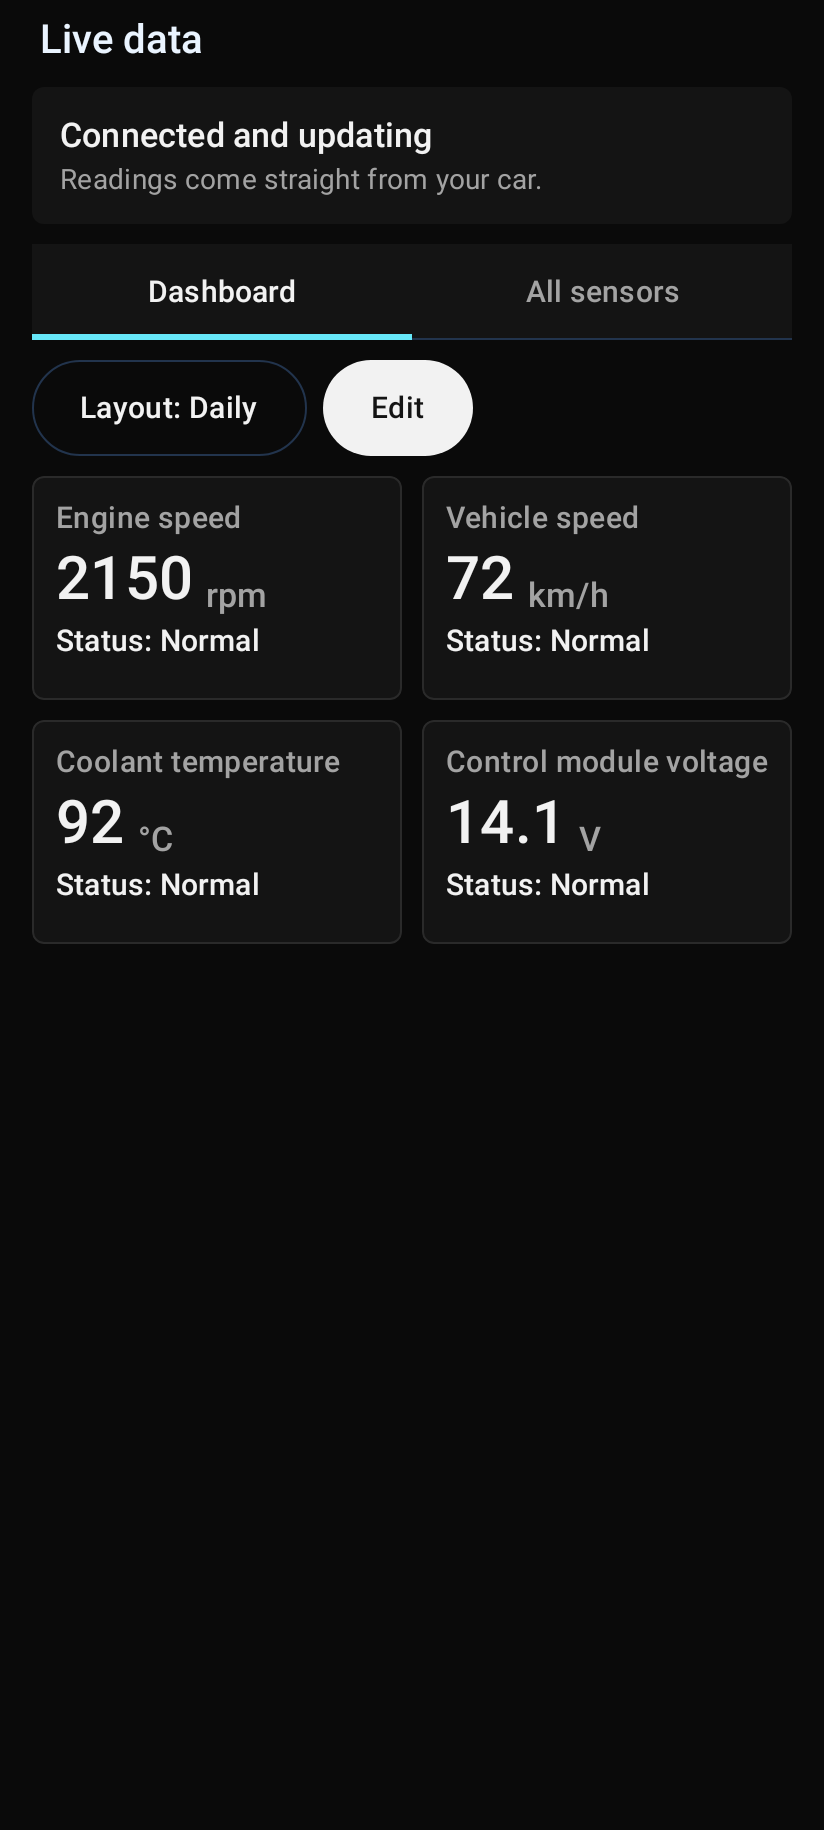 Live data
Connected and updating
Readings come straight from your car.
Dashboard
All sensors
Layout: Daily
Edit
Engine speed
2150 rpm
Status: Normal
Vehicle speed
72 km/h
Status: Normal
Coolant temperature
92 °C
Status: Normal
Control module voltage
14.1 V
Status: Normal